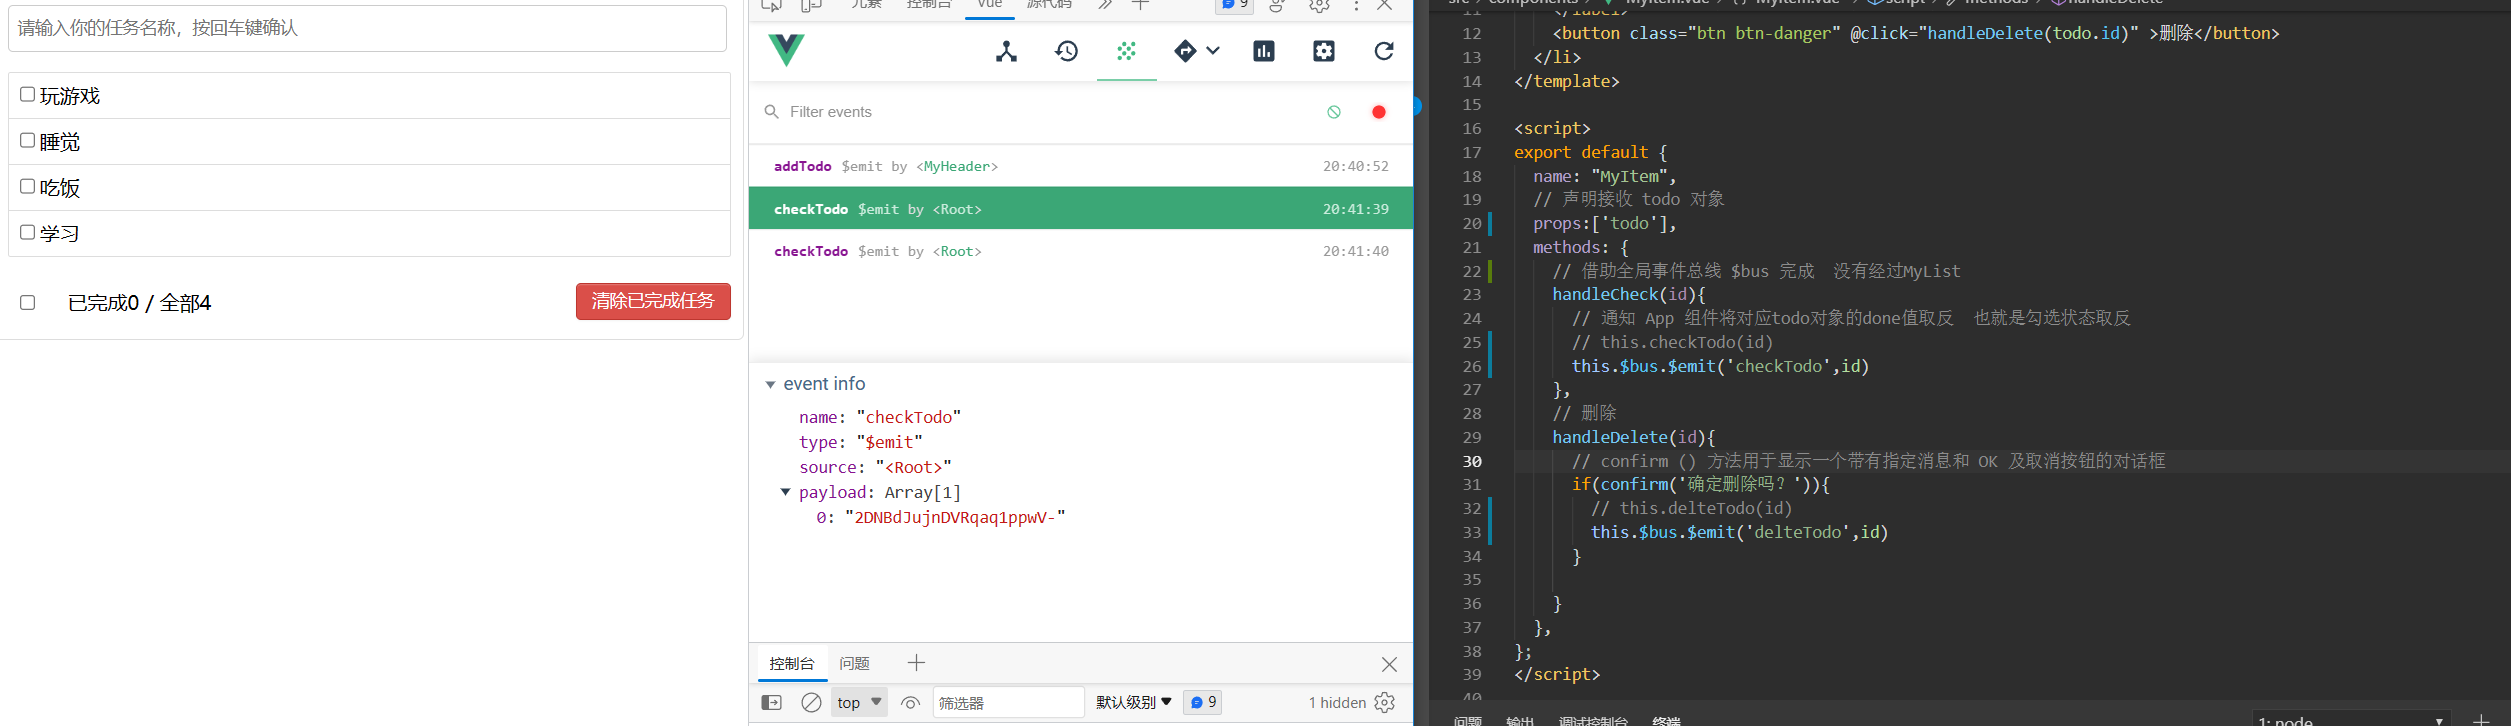 请输入你的任务名称，按回车键确认
玩游戏
睡觉
吃饭
学习
已完成0 / 全部4
清除已完成任务
元素 控制台 Vue 源代码
9
Filter events
addTodo $emit by <MyHeader> 20:40:52
checkTodo $emit by <Root> 20:41:39
checkTodo $emit by <Root> 20:41:40
event info
name: "checkTodo"
type: "$emit"
source: "<Root>"
payload: Array[1]
0: "2DNBdJujnDVRqaq1ppwV-"
控制台 问题
top 筛选器 默认级别 9 1 hidden
src components MyItem.vue {} MyItem.vue script methods handleDelete
11 </label>
12 <button class="btn btn-danger" @click="handleDelete(todo.id)" >删除</button>
13 </li>
14 </template>
15
16 <script>
17 export default {
18 name: "MyItem",
19 // 声明接收 todo 对象
20 props:['todo'],
21 methods: {
22 // 借助全局事件总线 $bus 完成  没有经过MyList
23 handleCheck(id){
24 // 通知 App 组件将对应todo对象的done值取反  也就是勾选状态取反
25 // this.checkTodo(id)
26 this.$bus.$emit('checkTodo',id)
27 },
28 // 删除
29 handleDelete(id){
30 // confirm () 方法用于显示一个带有指定消息和 OK 及取消按钮的对话框
31 if(confirm('确定删除吗？')){
32 // this.delteTodo(id)
33 this.$bus.$emit('delteTodo',id)
34 }
35
36 }
37 },
38 };
39 </script>
40
问题 输出 调试控制台 终端 1: node